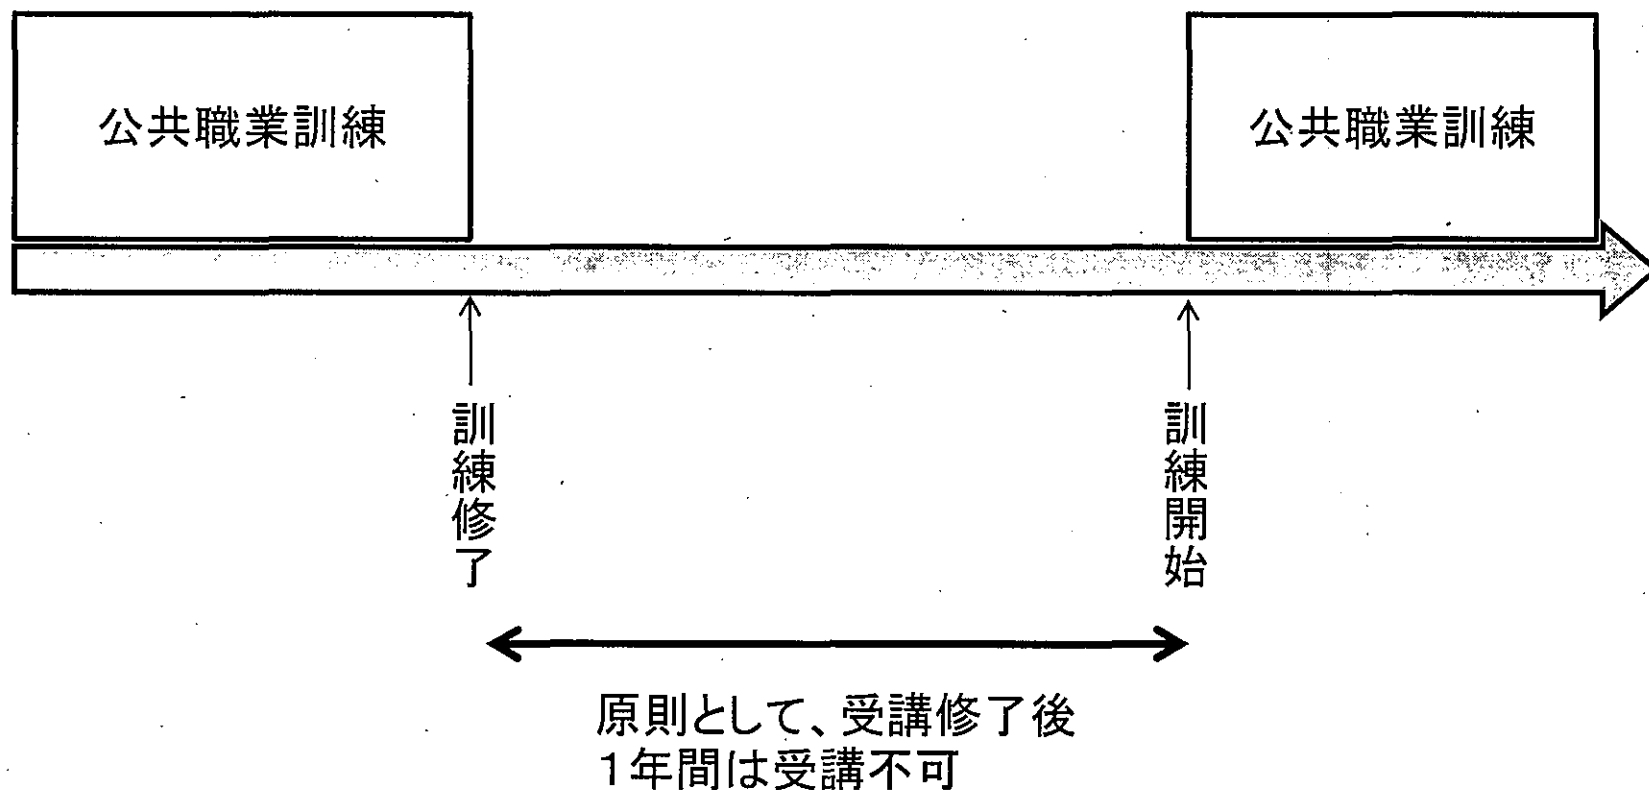 公共職業訓練
公共職業訓練
訓練修了
訓練開始
原則として、受講修了後
1年間は受講不可